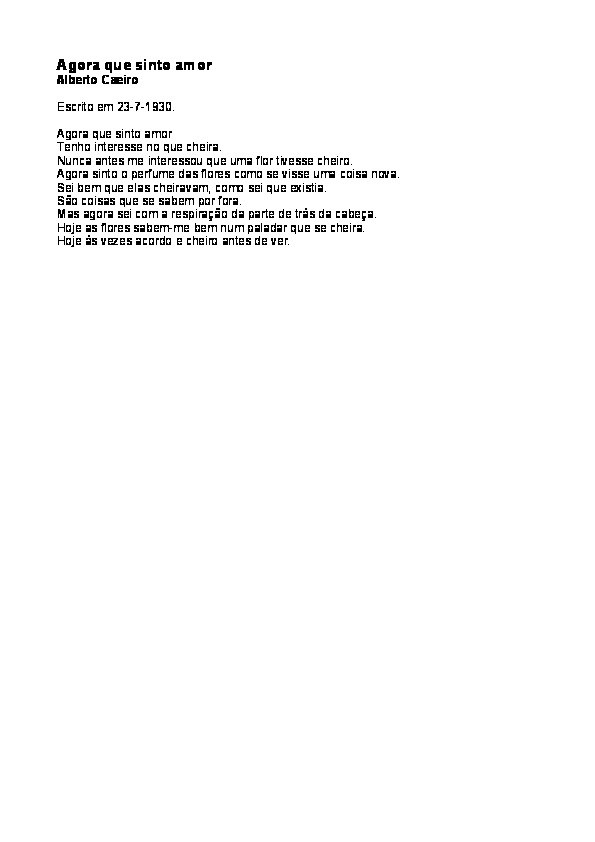 Agora que sinto amor
Alberto Caeiro
Escrito em 23-7-1930.
Agora que sinto amor
Tenho interesse no que cheira.
Nunca antes me interessou que uma flor tivesse cheiro.
Agora sinto o perfume das flores como se visse uma coisa nova.
Sei bem que elas cheiravam, como sei que existia.
São coisas que se sabem por fora.
Mas agora sei com a respiração da parte de trás da cabeça.
Hoje as flores sabem-me bem num paladar que se cheira.
Hoje às vezes acordo e cheiro antes de ver.